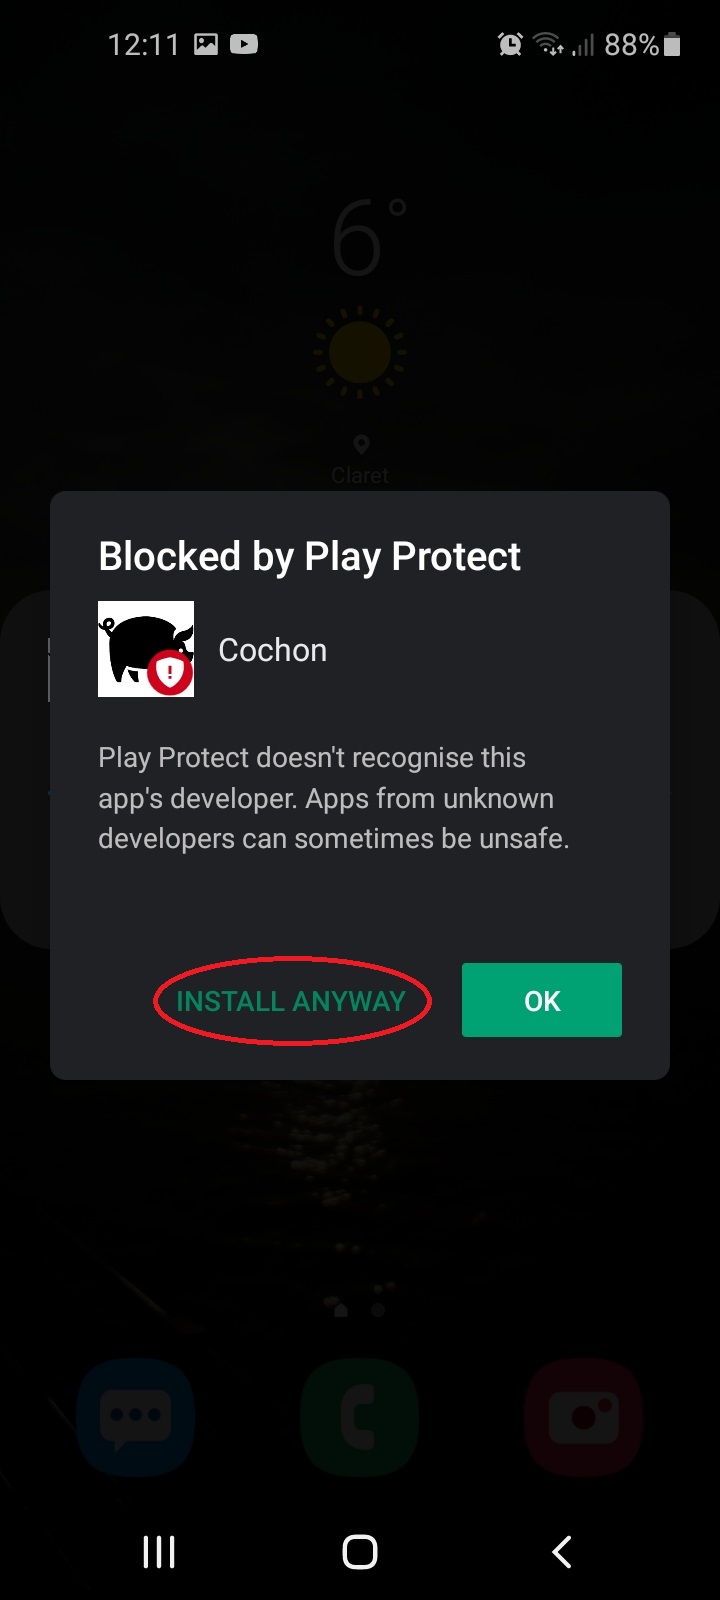 12:11
88%
6°
Claret
Blocked by Play Protect
Cochon
Play Protect doesn't recognise this
app's developer. Apps from unknown
developers can sometimes be unsafe.
INSTALL ANYWAY
OK